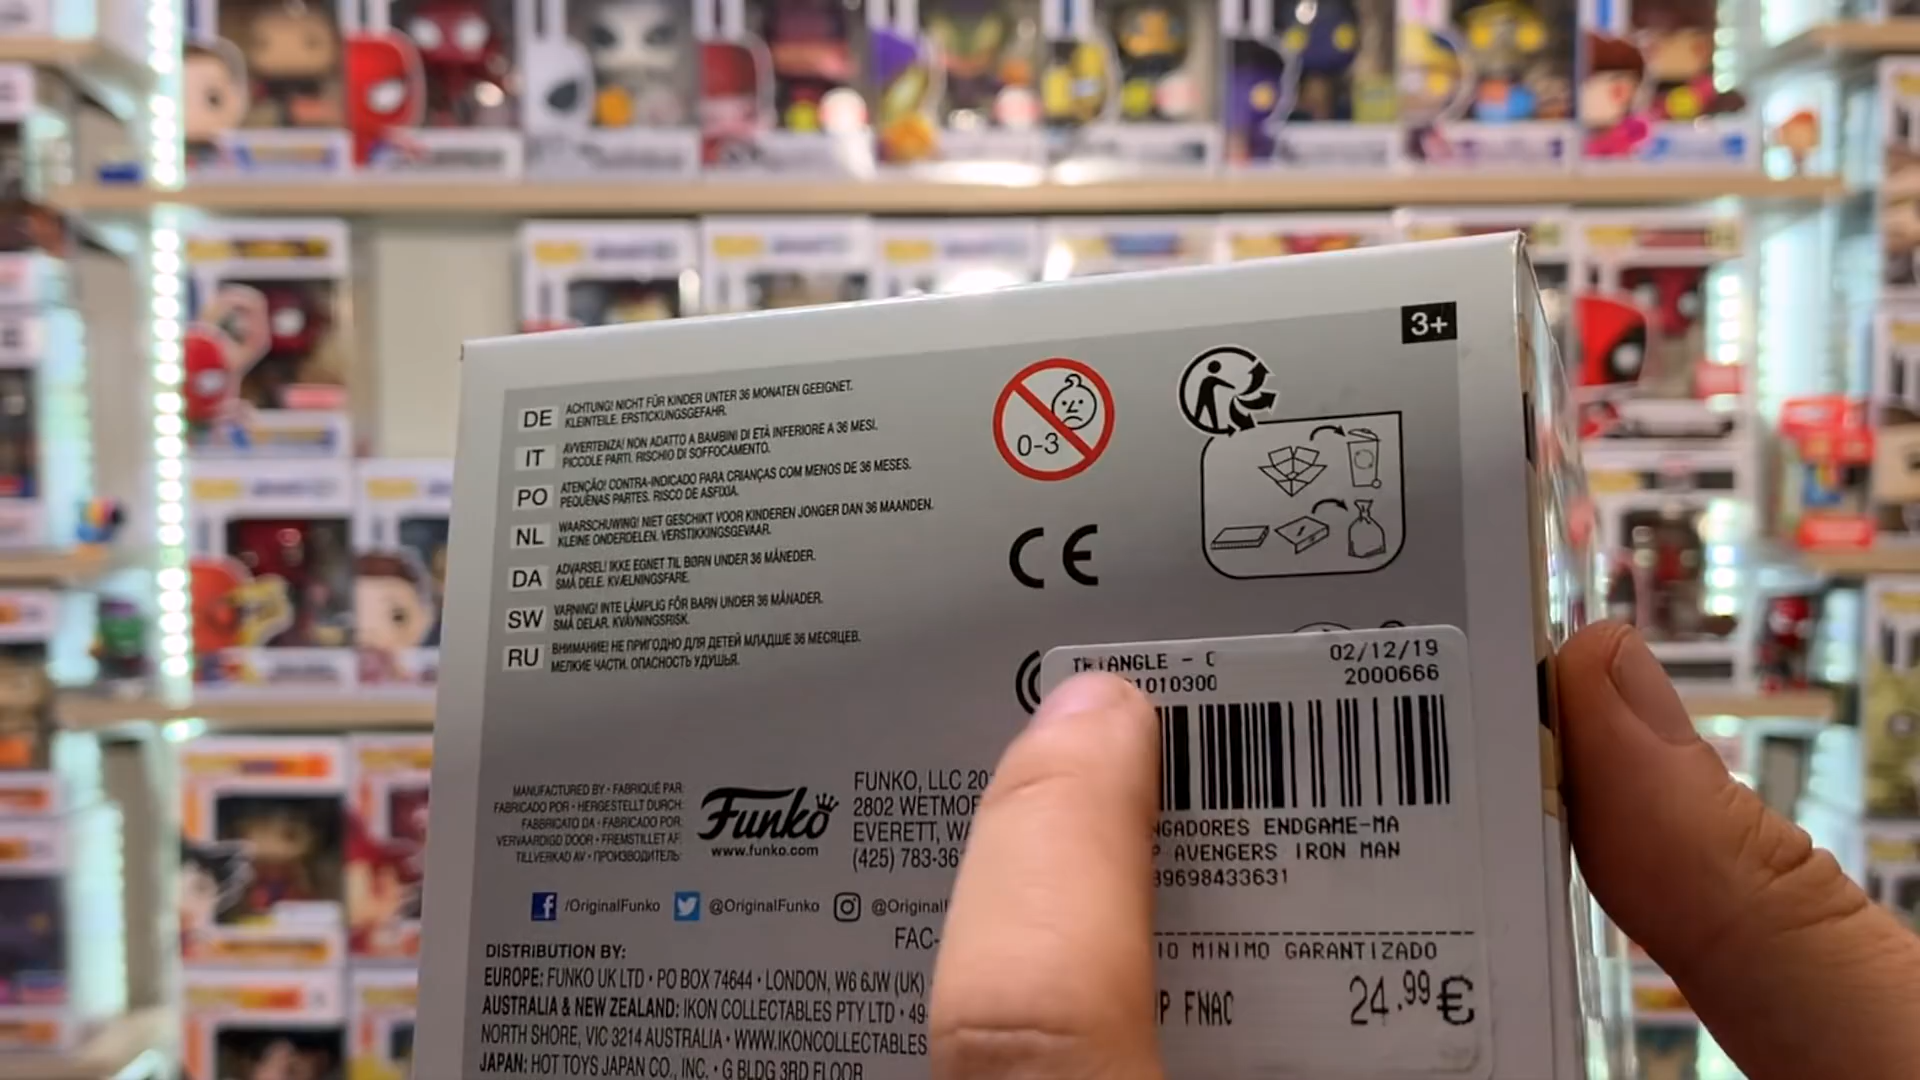 3+
DE ACHTUNG! NICHT FÜR KINDER UNTER 36 MONATEN GEEIGNET.
KLEINTEILE. ERSTICKUNGSGEFAHR.
IT AVVERTENZA! NON ADATTO A BAMBINI DI ETÀ INFERIORE A 36 MESI.
PICCOLE PARTI. RISCHIO DI SOFFOCAMENTO.
PO ATENÇÃO! CONTRA-INDICADO PARA CRIANÇAS COM MENOS DE 36 MESES.
PEQUENAS PARTES. RISCO DE ASFIXIA.
NL WAARSCHUWING! NIET GESCHIKT VOOR KINDEREN JONGER DAN 36 MAANDEN.
KLEINE ONDERDELEN. VERSTIKKINGSGEVAAR.
DA ADVARSEL! IKKE EGNET TIL BØRN UNDER 36 MÅNEDER.
SMÅ DELE. KVÆLNINGSFARE.
SW VARNING! INTE LÄMPLIG FÖR BARN UNDER 36 MÅNADER.
SMÅ DELAR. KVÄVNINGSRISK.
RU ВНИМАНИЕ! НЕ ПРИГОДНО ДЛЯ ДЕТЕЙ МЛАДШЕ 36 МЕСЯЦЕВ.
МЕЛКИЕ ЧАСТИ. ОПАСНОСТЬ УДУШЬЯ.
0-3
CE
TRIANGLE - 02/12/19
1010300 2000666
NGADORES ENDGAME-MA
P AVENGERS IRON MAN
89698433631
IO MINIMO GARANTIZADO
P FNAC 24.99€
MANUFACTURED BY • FABRIQUÉ PAR
FABRICADO POR • HERGESTELLT DURCH:
FABBRICATO DA • FABRICADO POR:
VERVAARDIGD DOOR • FREMSTILLET AF:
TILLVERKAD AV • ПРОИЗВОДИТЕЛЬ:
Funko
www.funko.com
FUNKO, LLC 20
2802 WETMOR
EVERETT, WA
(425) 783-36
/OriginalFunko @OriginalFunko @Original
FAC-
DISTRIBUTION BY:
EUROPE: FUNKO UK LTD • PO BOX 74644 • LONDON, W6 6JW (UK)
AUSTRALIA & NEW ZEALAND: IKON COLLECTABLES PTY LTD • 49-
NORTH SHORE, VIC 3214 AUSTRALIA • WWW.IKONCOLLECTABLES
JAPAN: HOT TOYS JAPAN CO., INC. • G BLDG 3RD FLOOR